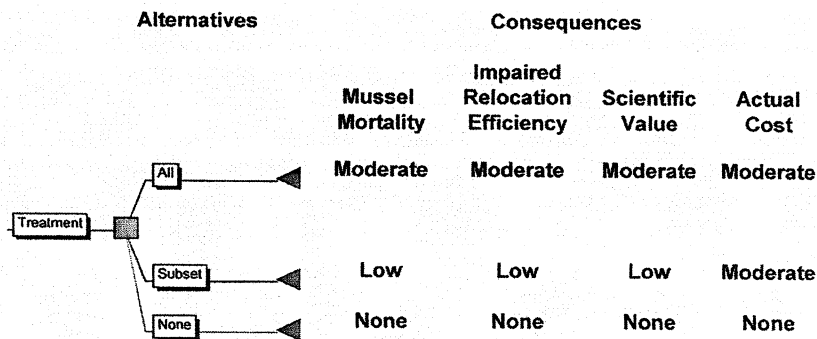 Alternatives Consequences
Mussel Mortality Impaired Relocation Efficiency Scientific Value Actual Cost
All Moderate Moderate Moderate Moderate
Treatment
Subset Low Low Low Moderate
None None None None None